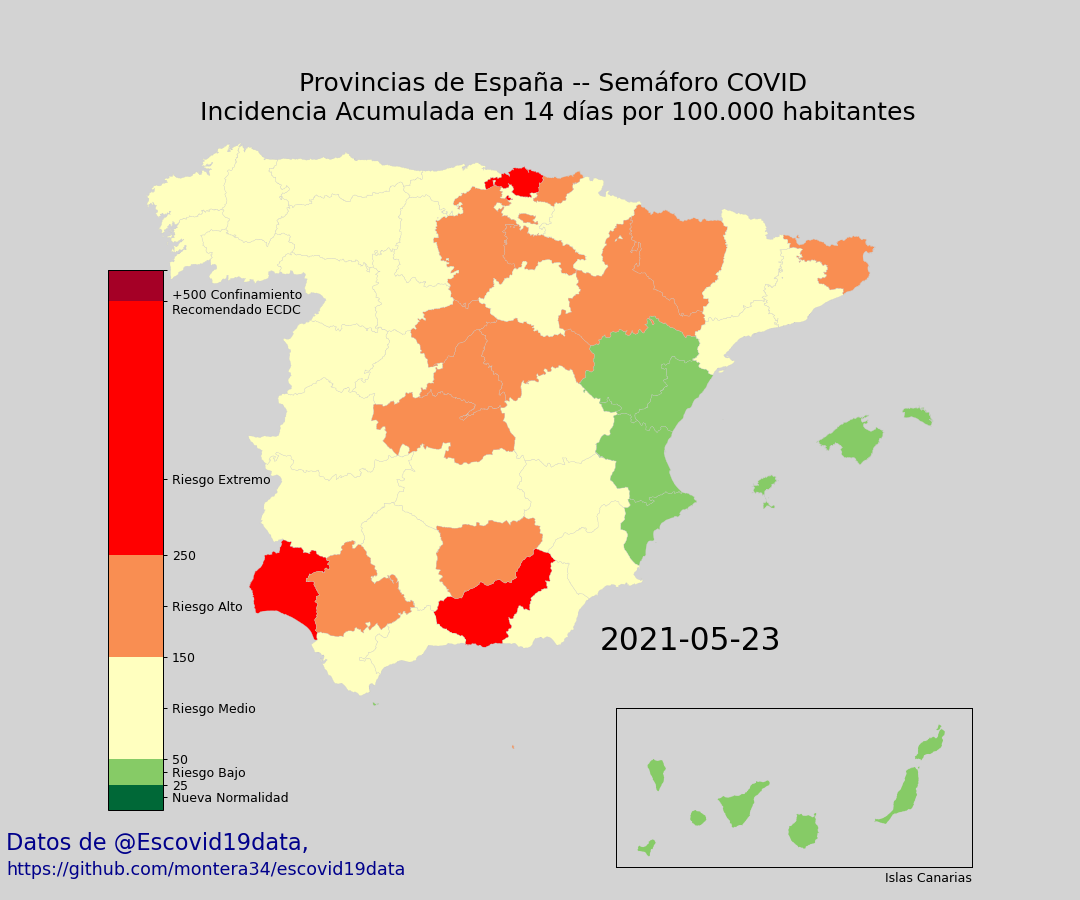 Provincias de España -- Semáforo COVID
Incidencia Acumulada en 14 días por 100.000 habitantes
+500 Confinamiento
Recomendado ECDC
Riesgo Extremo
250
Riesgo Alto
150
Riesgo Medio
50
Riesgo Bajo
25
Nueva Normalidad
2021-05-23
Islas Canarias
Datos de @Escovid19data,
https://github.com/montera34/escovid19data